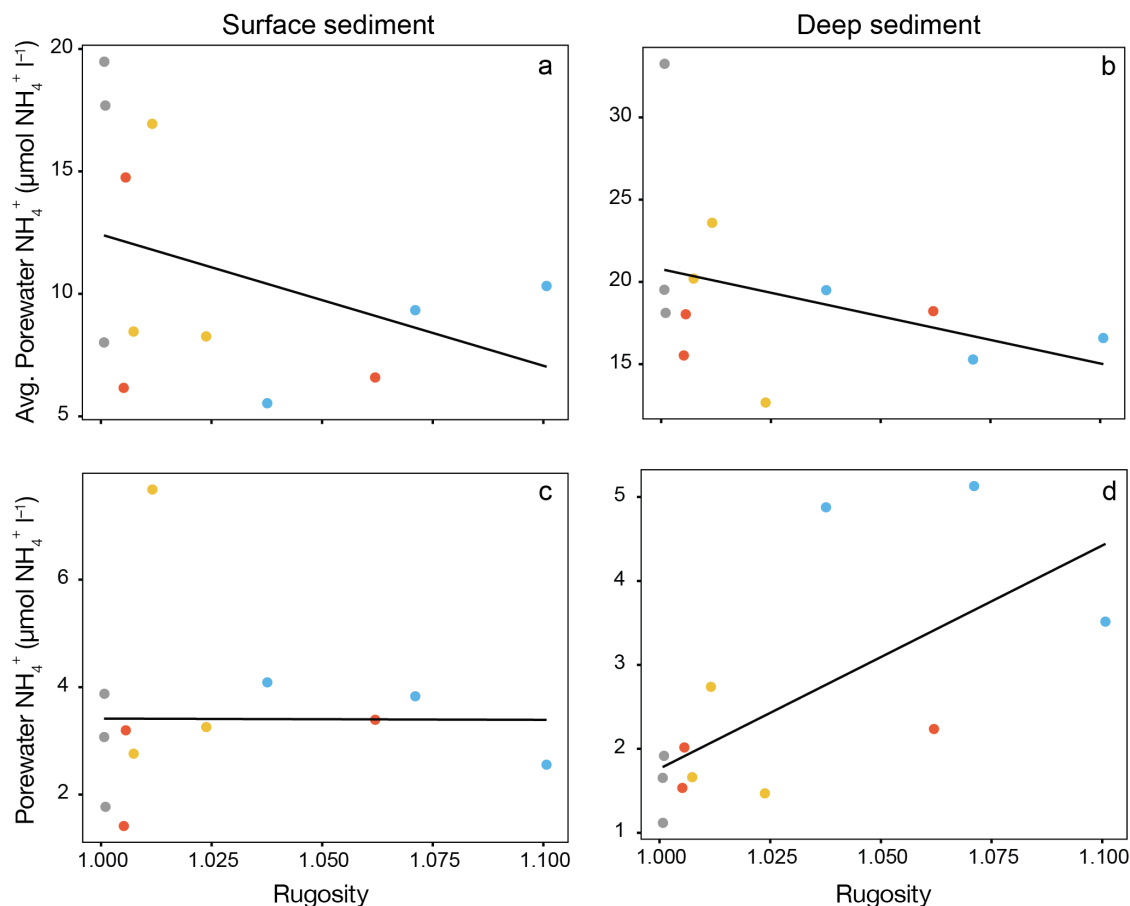 Surface sediment
Deep sediment
Avg. Porewater NH₄⁺ (µmol NH₄⁺ l⁻¹)
20
15
10
5
a
30
25
20
15
b
Porewater NH₄⁺ (µmol NH₄⁺ l⁻¹)
6
4
2
c
1.000 1.025 1.050 1.075 1.100
Rugosity
5
4
3
2
1
d
1.000 1.025 1.050 1.075 1.100
Rugosity